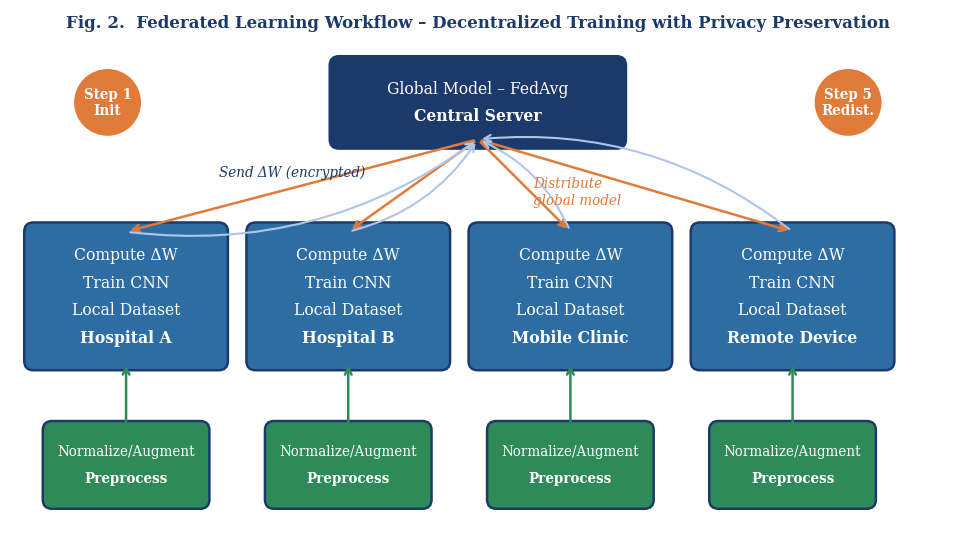 Fig. 2.  Federated Learning Workflow – Decentralized Training with Privacy Preservation
Step 1
Init
Global Model – FedAvg
Central Server
Step 5
Redist.
Send ΔW (encrypted)
Distribute
global model
Compute ΔW
Train CNN
Local Dataset
Hospital A
Compute ΔW
Train CNN
Local Dataset
Hospital B
Compute ΔW
Train CNN
Local Dataset
Mobile Clinic
Compute ΔW
Train CNN
Local Dataset
Remote Device
Normalize/Augment
Preprocess
Normalize/Augment
Preprocess
Normalize/Augment
Preprocess
Normalize/Augment
Preprocess